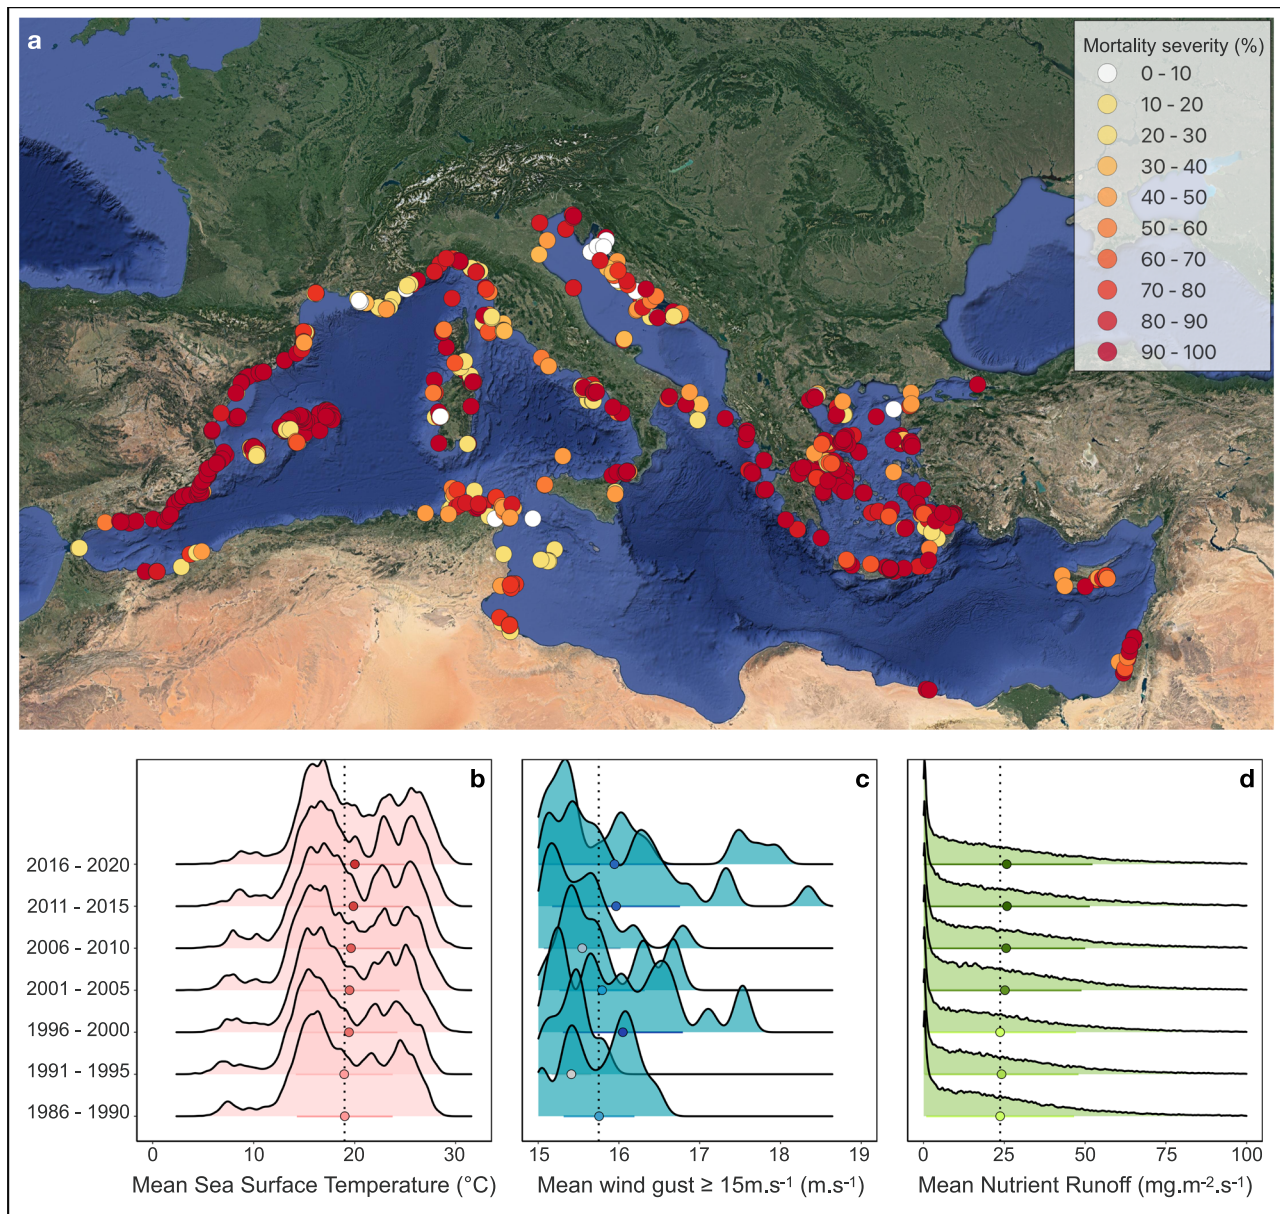 a
Mortality severity (%)
0 - 10
10 - 20
20 - 30
30 - 40
40 - 50
50 - 60
60 - 70
70 - 80
80 - 90
90 - 100
b
c
d
2016 - 2020
2011 - 2015
2006 - 2010
2001 - 2005
1996 - 2000
1991 - 1995
1986 - 1990
0 10 20 30
15 16 17 18 19
0 25 50 75 100
Mean Sea Surface Temperature (°C)
Mean wind gust ≥ 15m.s⁻¹ (m.s⁻¹)
Mean Nutrient Runoff (mg.m⁻².s⁻¹)